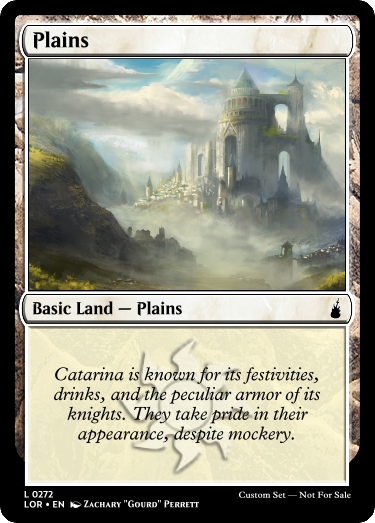 Plains
Basic Land — Plains
Catarina is known for its festivities,
drinks, and the peculiar armor of its
knights. They take pride in their
appearance, despite mockery.
L 0272
LOR • EN Zachary "Gourd" Perrett
Custom Set — Not For Sale